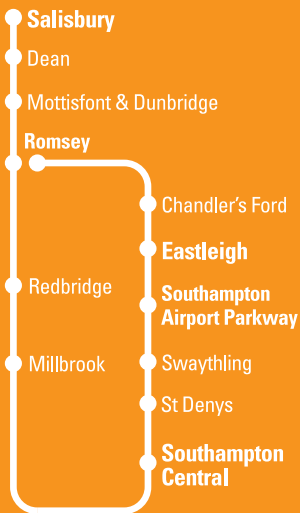 Salisbury
Dean
Mottisfont & Dunbridge
Romsey
Chandler's Ford
Eastleigh
Redbridge
Southampton
Airport Parkway
Millbrook
Swaythling
St Denys
Southampton
Central